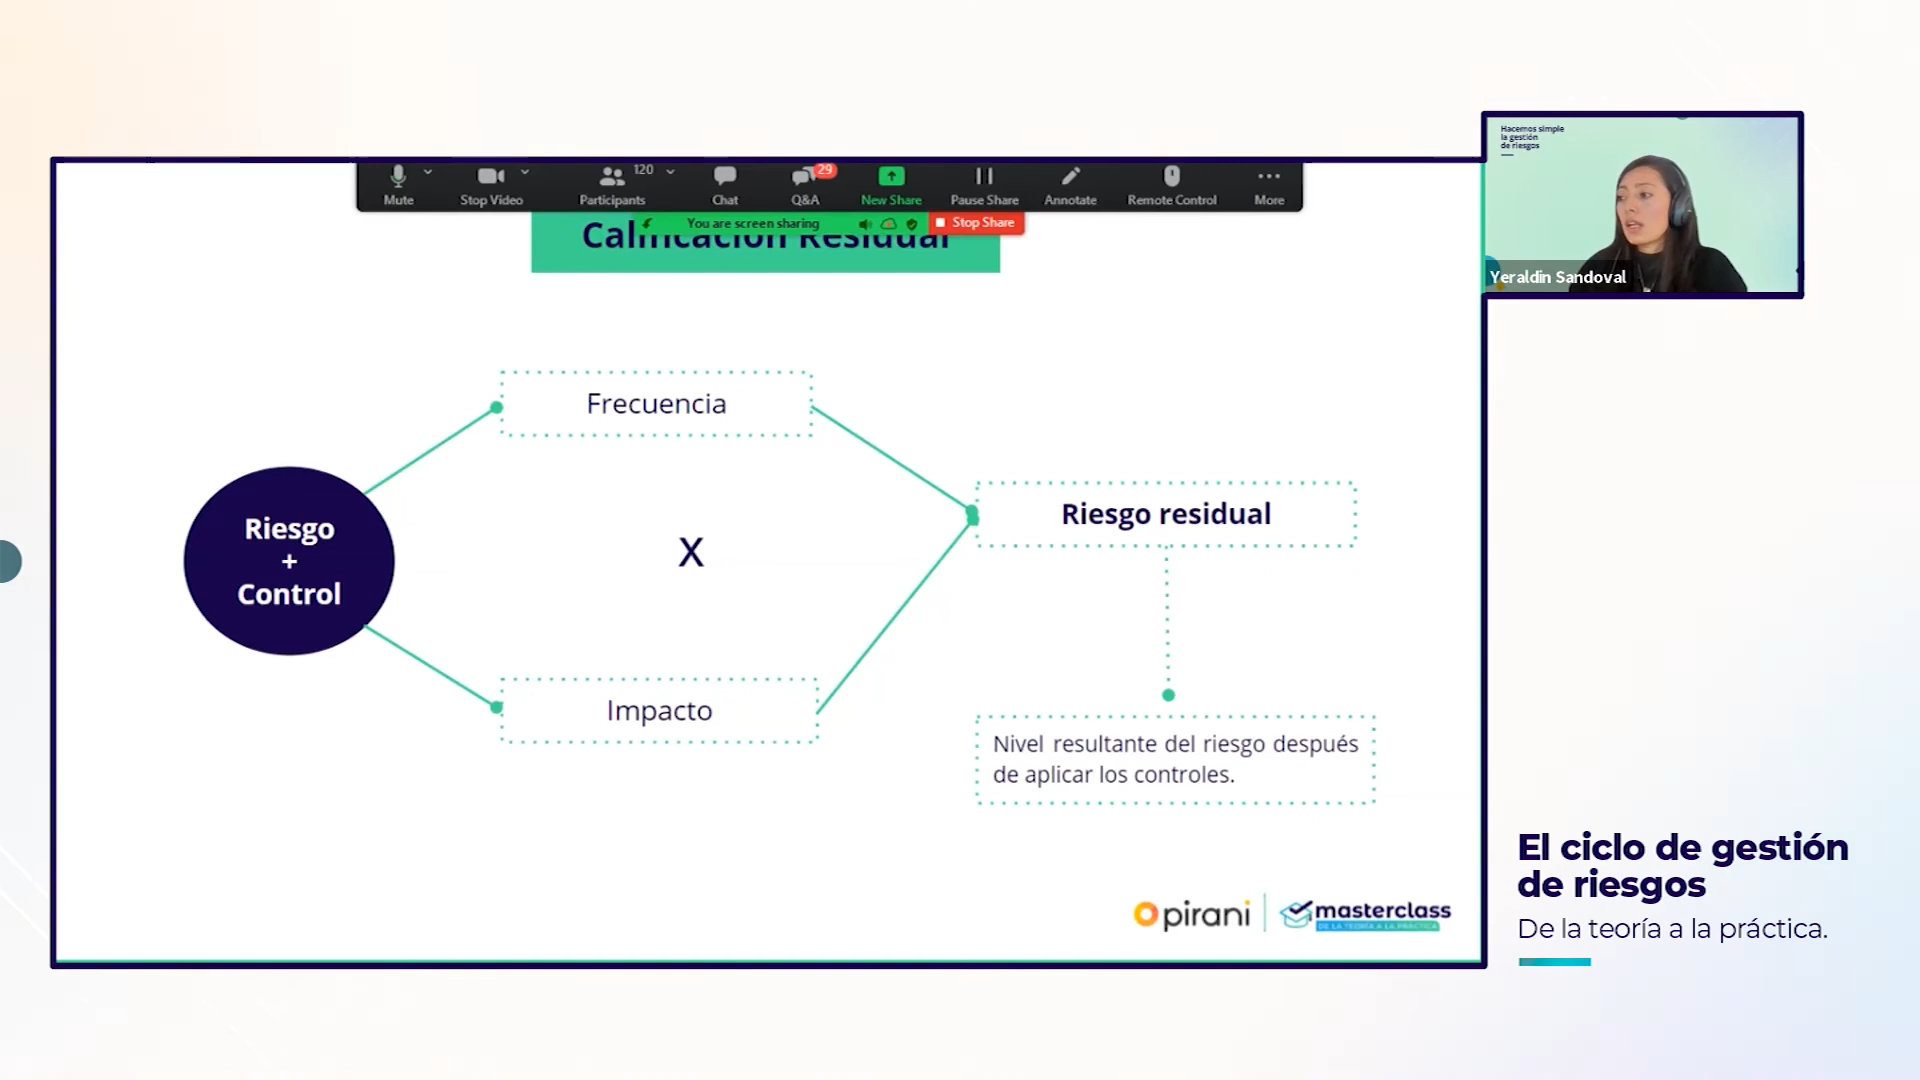 Hacemos simple
la gestión
de riesgos
Mute
Stop Video
120
Participants
Chat
29
Q&A
New Share
Pause Share
Annotate
Remote Control
More
You are screen sharing
Stop Share
Calificación Residual
Yeraldin Sandoval
Frecuencia
Riesgo
+
Control
X
Riesgo residual
Impacto
Nivel resultante del riesgo después
de aplicar los controles.
pirani
masterclass
DE LA TEORÍA A LA PRÁCTICA
El ciclo de gestión
de riesgos
De la teoría a la práctica.